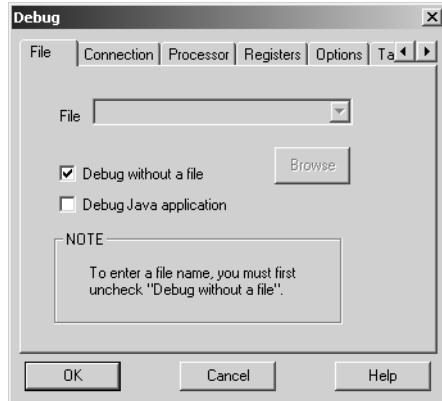 Debug
File Connection Processor Registers Options Ta
File
Browse
Debug without a file
Debug Java application
NOTE
To enter a file name, you must first
uncheck "Debug without a file".
OK Cancel Help